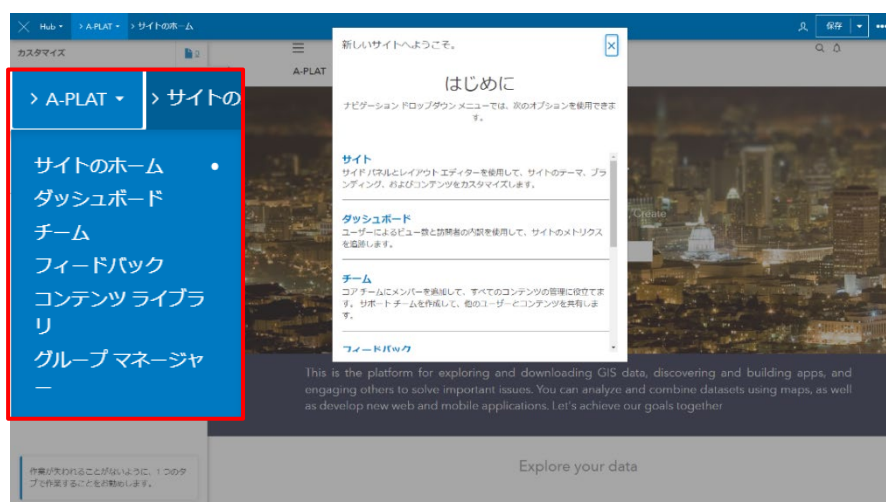 Hub
> A-PLAT
> サイトのホーム
保存
カスタマイズ
A-PLAT
> A-PLAT
> サイトの
サイトのホーム
ダッシュボード
チーム
フィードバック
コンテンツ ライブラ
リ
グループ マネージャ
ー
新しいサイトへようこそ。
はじめに
ナビゲーション ドロップダウン メニューでは、次のオプションを使用できま
す。
サイト
サイド パネルとレイアウト エディターを使用して、サイトのテーマ、ブラ
ンディング、およびコンテンツをカスタマイズします。
ダッシュボード
ユーザーによるビュー数と訪問者の内訳を使用して、サイトのメトリクス
を追跡します。
チーム
コア チームにメンバーを追加して、すべてのコンテンツの管理に役立てま
す。サポート チームを作成して、他のユーザーとコンテンツを共有しま
す。
フィードバック
Create
This is the platform for exploring and downloading GIS data, discovering and building apps, and
engaging others to solve important issues. You can analyze and combine datasets using maps, as well
as develop new web and mobile applications. Let's achieve our goals together
Explore your data
作業が失われることがないように、1 つのタ
ブで作業することをお勧めします。